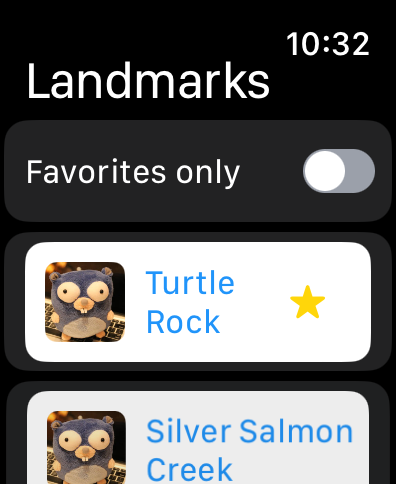 10:32
Landmarks
Favorites only
Turtle
Rock
Silver Salmon
Creek